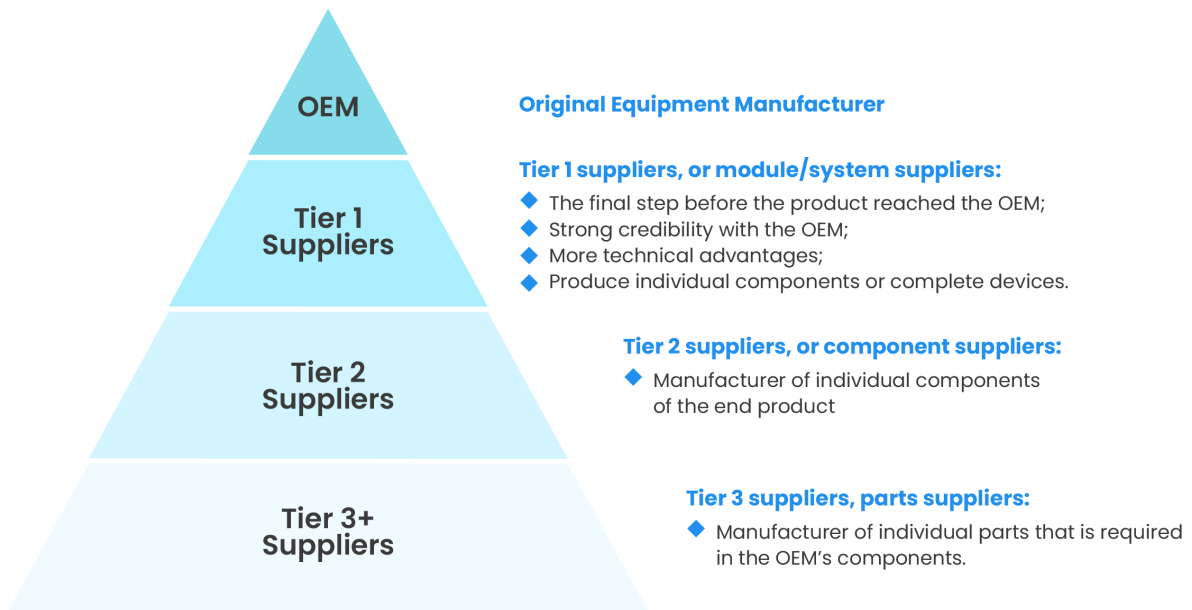 OEM
Original Equipment Manufacturer
Tier 1
Suppliers
Tier 1 suppliers, or module/system suppliers:
The final step before the product reached the OEM;
Strong credibility with the OEM;
More technical advantages;
Produce individual components or complete devices.
Tier 2
Suppliers
Tier 2 suppliers, or component suppliers:
Manufacturer of individual components
of the end product
Tier 3+
Suppliers
Tier 3 suppliers, parts suppliers:
Manufacturer of individual parts that is required
in the OEM’s components.